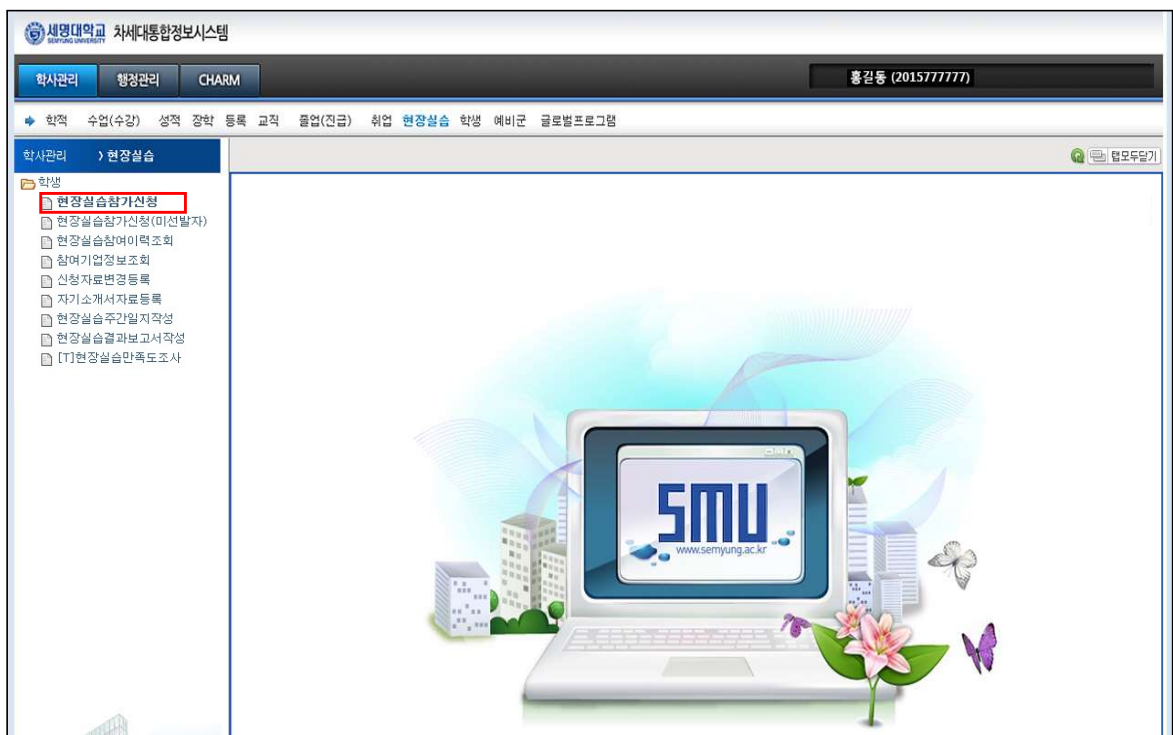 세명대학교 차세대통합정보시스템
SEMYUNG UNIVERSITY
학사관리 행정관리 CHARM 홍길동 (2015777777)
학적 수업(수강) 성적 장학 등록 교직 졸업(진급) 취업 현장실습 학생 예비군 글로벌프로그램
학사관리 > 현장실습 탭모두닫기
학생
현장실습참가신청
현장실습참가신청(미선발자)
현장실습참여이력조회
참여기업정보조회
신청자료변경등록
자기소개서자료등록
현장실습주간일지작성
현장실습결과보고서작성
[T]현장실습만족도조사
SMU
www.semyung.ac.kr